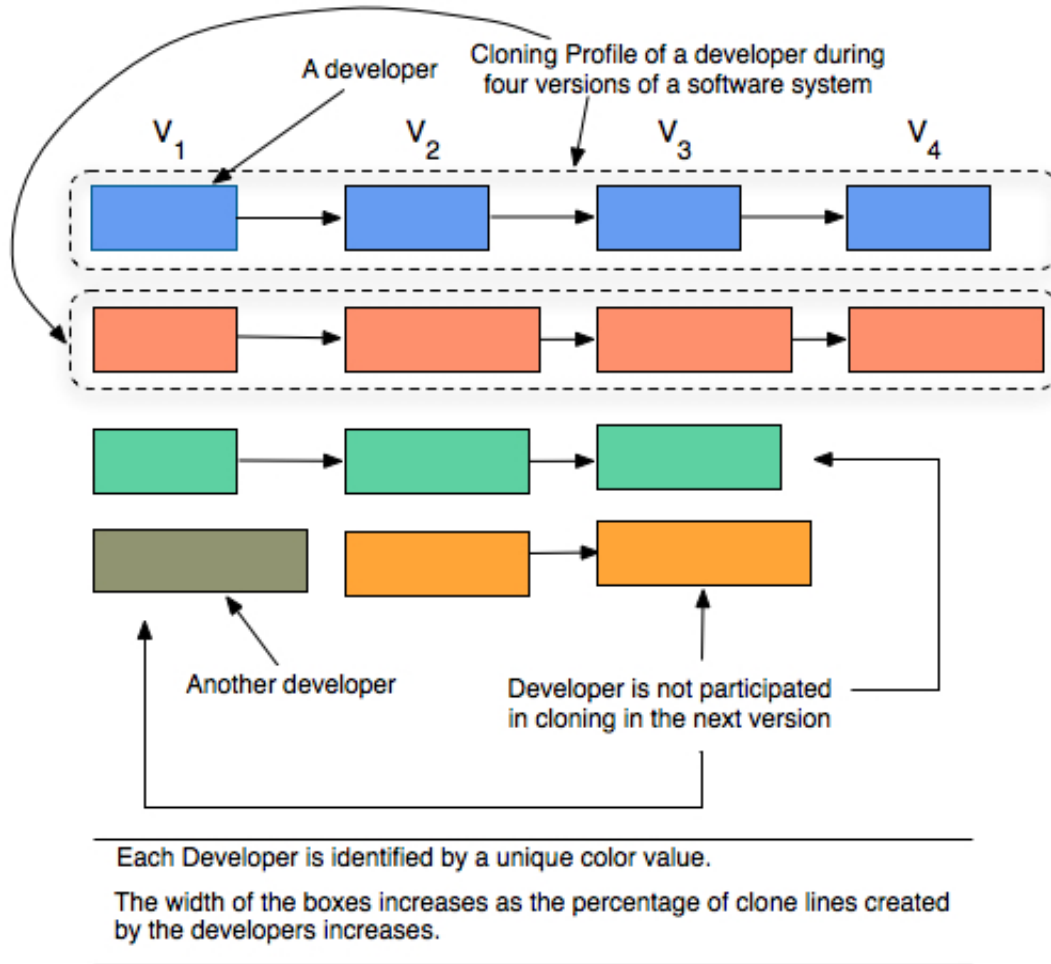 A developer
Cloning Profile of a developer during
four versions of a software system
V1
V2
V3
V4
Another developer
Developer is not participated
in cloning in the next version
Each Developer is identified by a unique color value.
The width of the boxes increases as the percentage of clone lines created
by the developers increases.